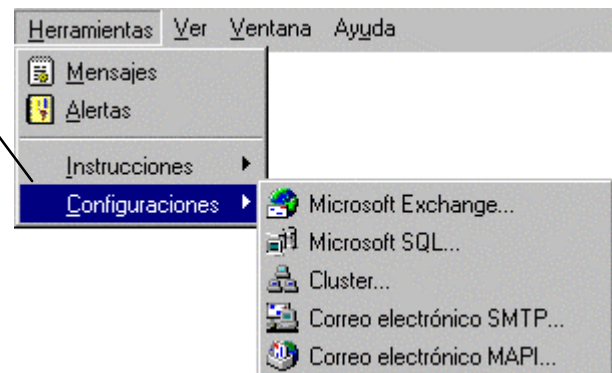 Herramientas Ver Ventana Ayuda
Mensajes
Alertas
Instrucciones
Configuraciones
Microsoft Exchange...
Microsoft SQL...
Cluster...
Correo electrónico SMTP...
Correo electrónico MAPI...